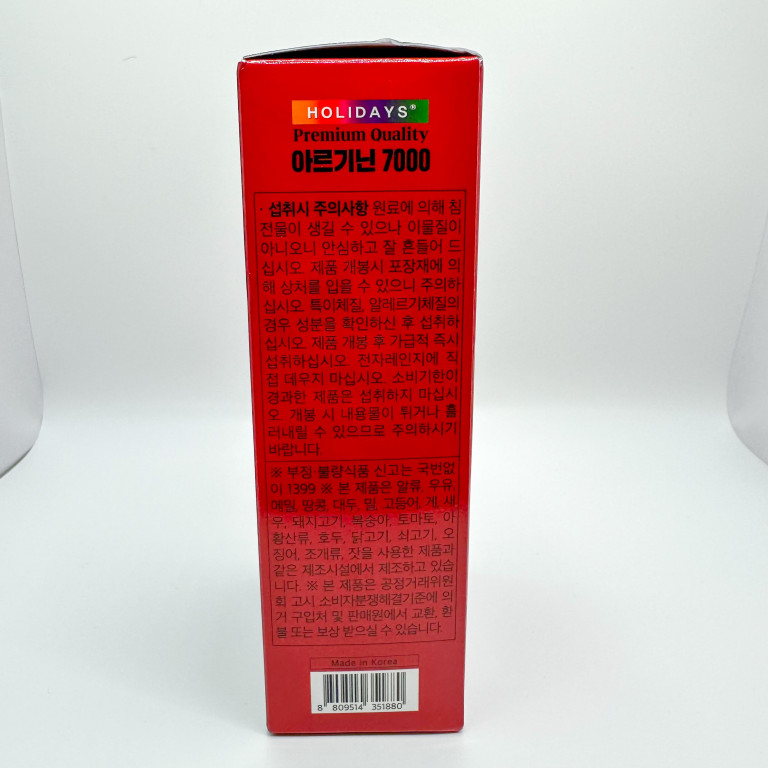 HOLIDAYS®
Premium Quality
아르기닌 7000
· 섭취시 주의사항 원료에 의해 침
전물이 생길 수 있으나 이물질이
아니오니 안심하고 잘 흔들어 드
십시오. 제품 개봉시 포장재에 의
해 상처를 입을 수 있으니 주의하
십시오. 특이체질, 알레르기체질의
경우 성분을 확인하신 후 섭취하
십시오. 제품 개봉 후 가급적 즉시
섭취하십시오. 전자레인지에 직
접 데우지 마십시오. 소비기한이
경과한 제품은 섭취하지 마십시
오. 개봉 시 내용물이 튀거나 흘
러내릴 수 있으므로 주의하시기
바랍니다.
※ 부정·불량식품 신고는 국번없
이 1399 ※ 본 제품은 알류, 우유,
메밀, 땅콩, 대두, 밀, 고등어, 게, 새
우, 돼지고기, 복숭아, 토마토, 아
황산류, 호두, 닭고기, 쇠고기, 오
징어, 조개류, 잣을 사용한 제품과
같은 제조시설에서 제조하고 있습
니다. ※ 본 제품은 공정거래위원
회 고시 소비자분쟁해결기준에 의
거 구입처 및 판매원에서 교환, 환
불 또는 보상 받으실 수 있습니다.
Made in Korea
8 809514 351880